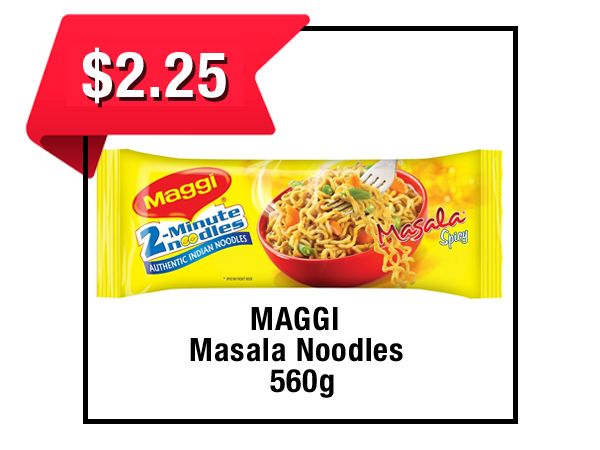 $2.25
Maggi
2-Minute
noodles
AUTHENTIC INDIAN NOODLES
Masala
Spicy
MAGGI
Masala Noodles
560g